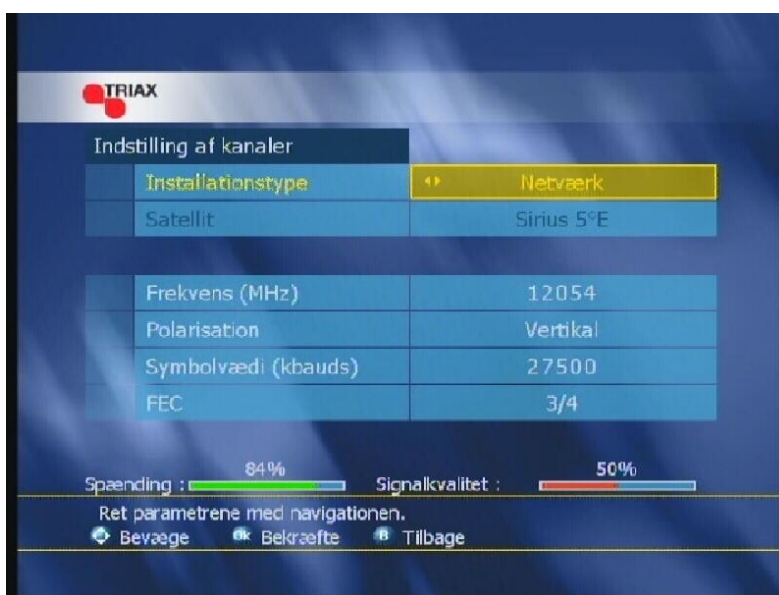 TRIAX
Indstilling af kanaler
Installationstype Netværk
Satellit Sirius 5°E
Frekvens (MHz) 12054
Polarisation Vertikal
Symbolvædi (kbauds) 27500
FEC 3/4
84% 50%
Spænding : Signalkvalitet :
Ret parametrene med navigationen.
Bevæge Ok Bekræfte B Tilbage